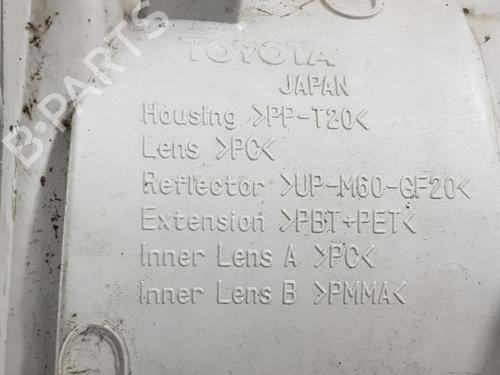 TOYOTA
JAPAN
Housing >PP-T20<
Lens >PC<
Reflector >UP-M60-GF20<
Extension >PBT+PET<
Inner Lens A >PC<
Inner Lens B >PMMA<
B-PARTS